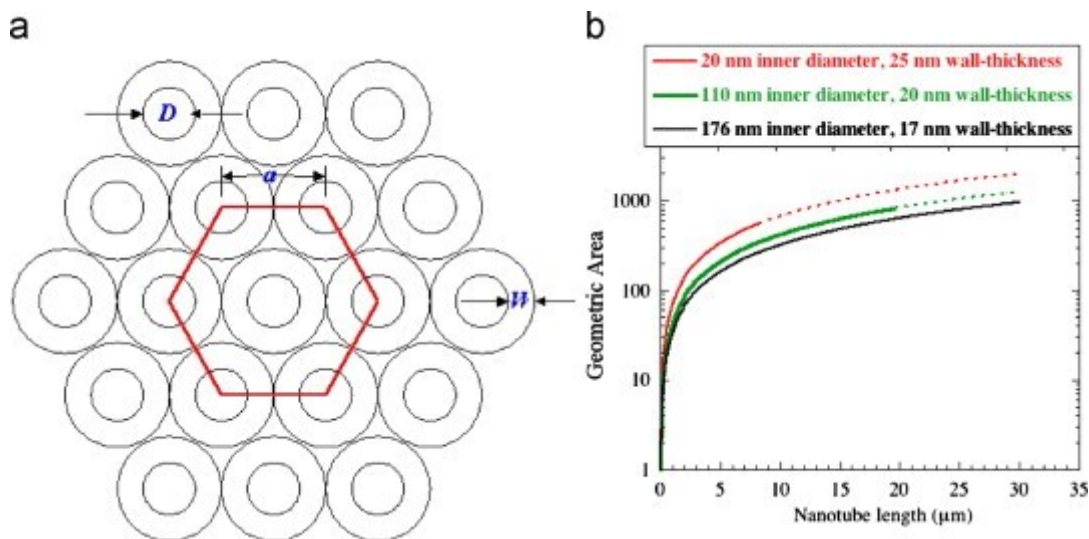 a
D
a
W
b
20 nm inner diameter, 25 nm wall-thickness
110 nm inner diameter, 20 nm wall-thickness
176 nm inner diameter, 17 nm wall-thickness
Geometric Area
1000
100
10
1
0 5 10 15 20 25 30 35
Nanotube length (μm)